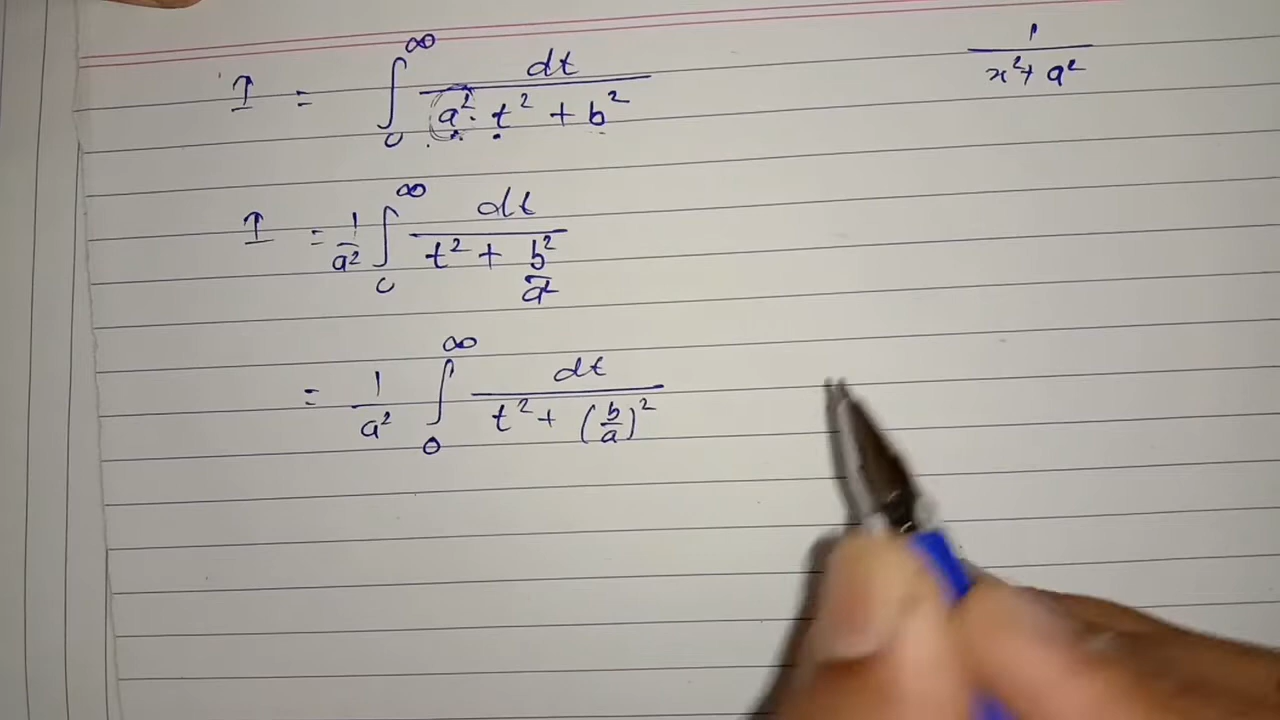 I = ∫₀^∞ dt / (a² · t² + b²)
1 / (x² + a²)
I = 1/a² ∫₀^∞ dt / (t² + b²/a²)
= 1/a² ∫₀^∞ dt / (t² + (b/a)²)